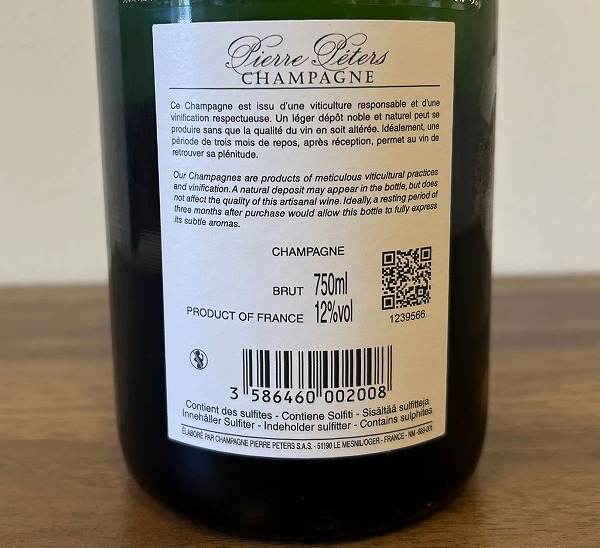 Pierre Péters
CHAMPAGNE
Ce Champagne est issu d'une viticulture responsable et d'une
vinification respectueuse. Un léger dépôt noble et naturel peut se
produire sans que la qualité du vin en soit altérée. Idéalement, une
période de trois mois de repos, après réception, permet au vin de
retrouver sa plénitude.
Our Champagnes are products of meticulous viticultural practices
and vinification. A natural deposit may appear in the bottle, but does
not affect the quality of this artisanal wine. Ideally, a resting period of
three months after purchase would allow this bottle to fully express
its subtle aromas.
CHAMPAGNE
BRUT 750ml
PRODUCT OF FRANCE 12%vol
1239566
3 586460 002008
Contient des sulfites - Contiene Solfiti - Sisältää sulfitteja
Innehåller Sulfiter - Indeholder sulfitter - Contains sulphites
ÉLABORÉ PAR CHAMPAGNE PIERRE PETERS S.A.S. - 51190 LE MESNIL/OGER - FRANCE - NM -989-001